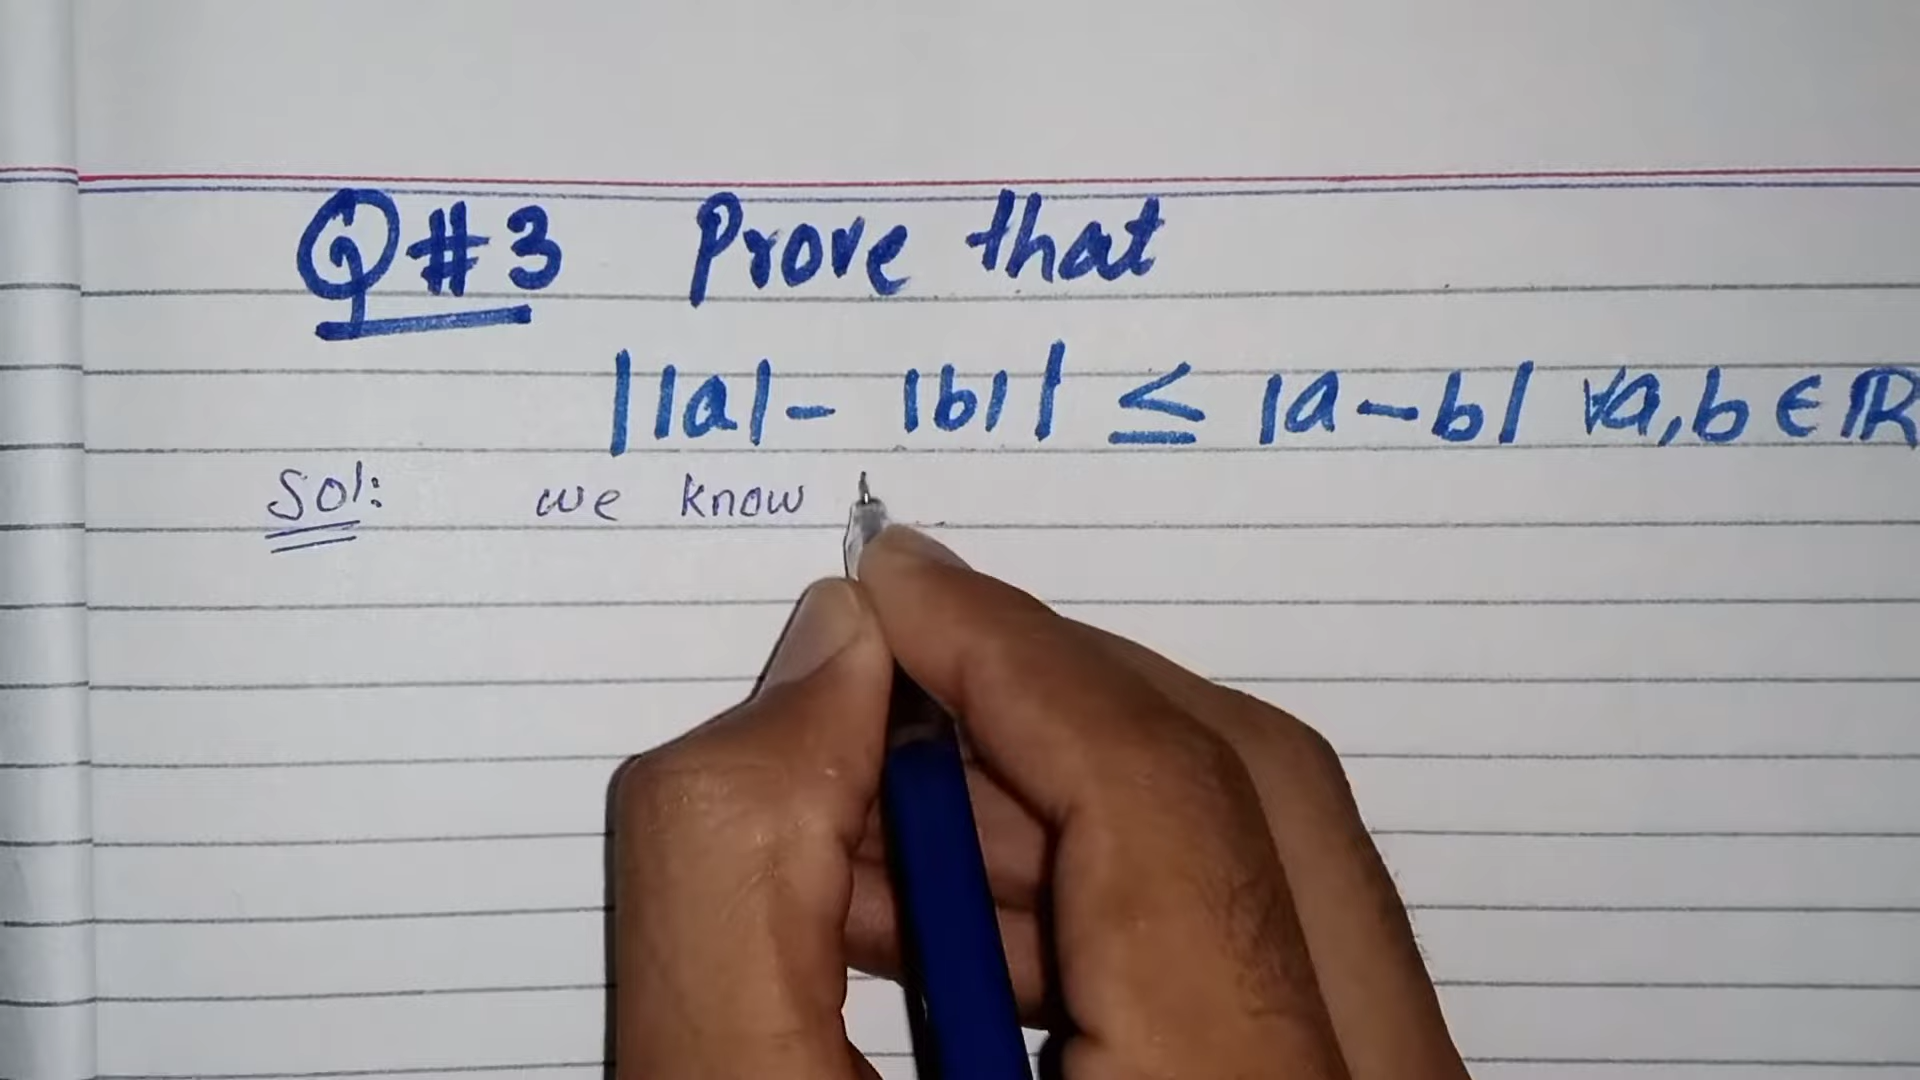 Q#3 Prove that
||a| - |b|| ≤ |a-b| ∀a,b ∈ ℝ
Sol: we know